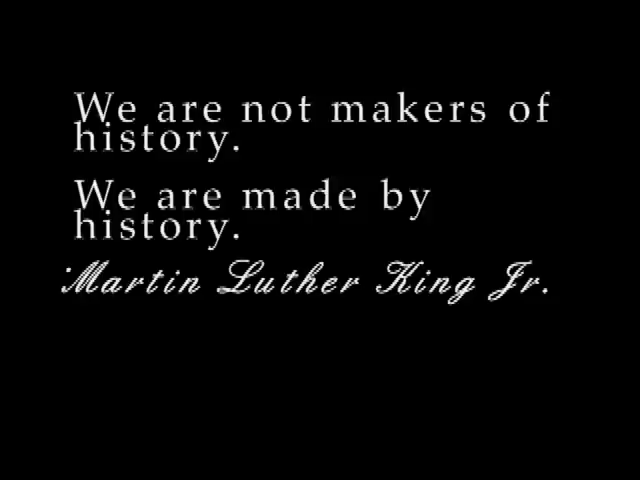 We are not makers of
history.
We are made by
history.
Martin Luther King Jr.